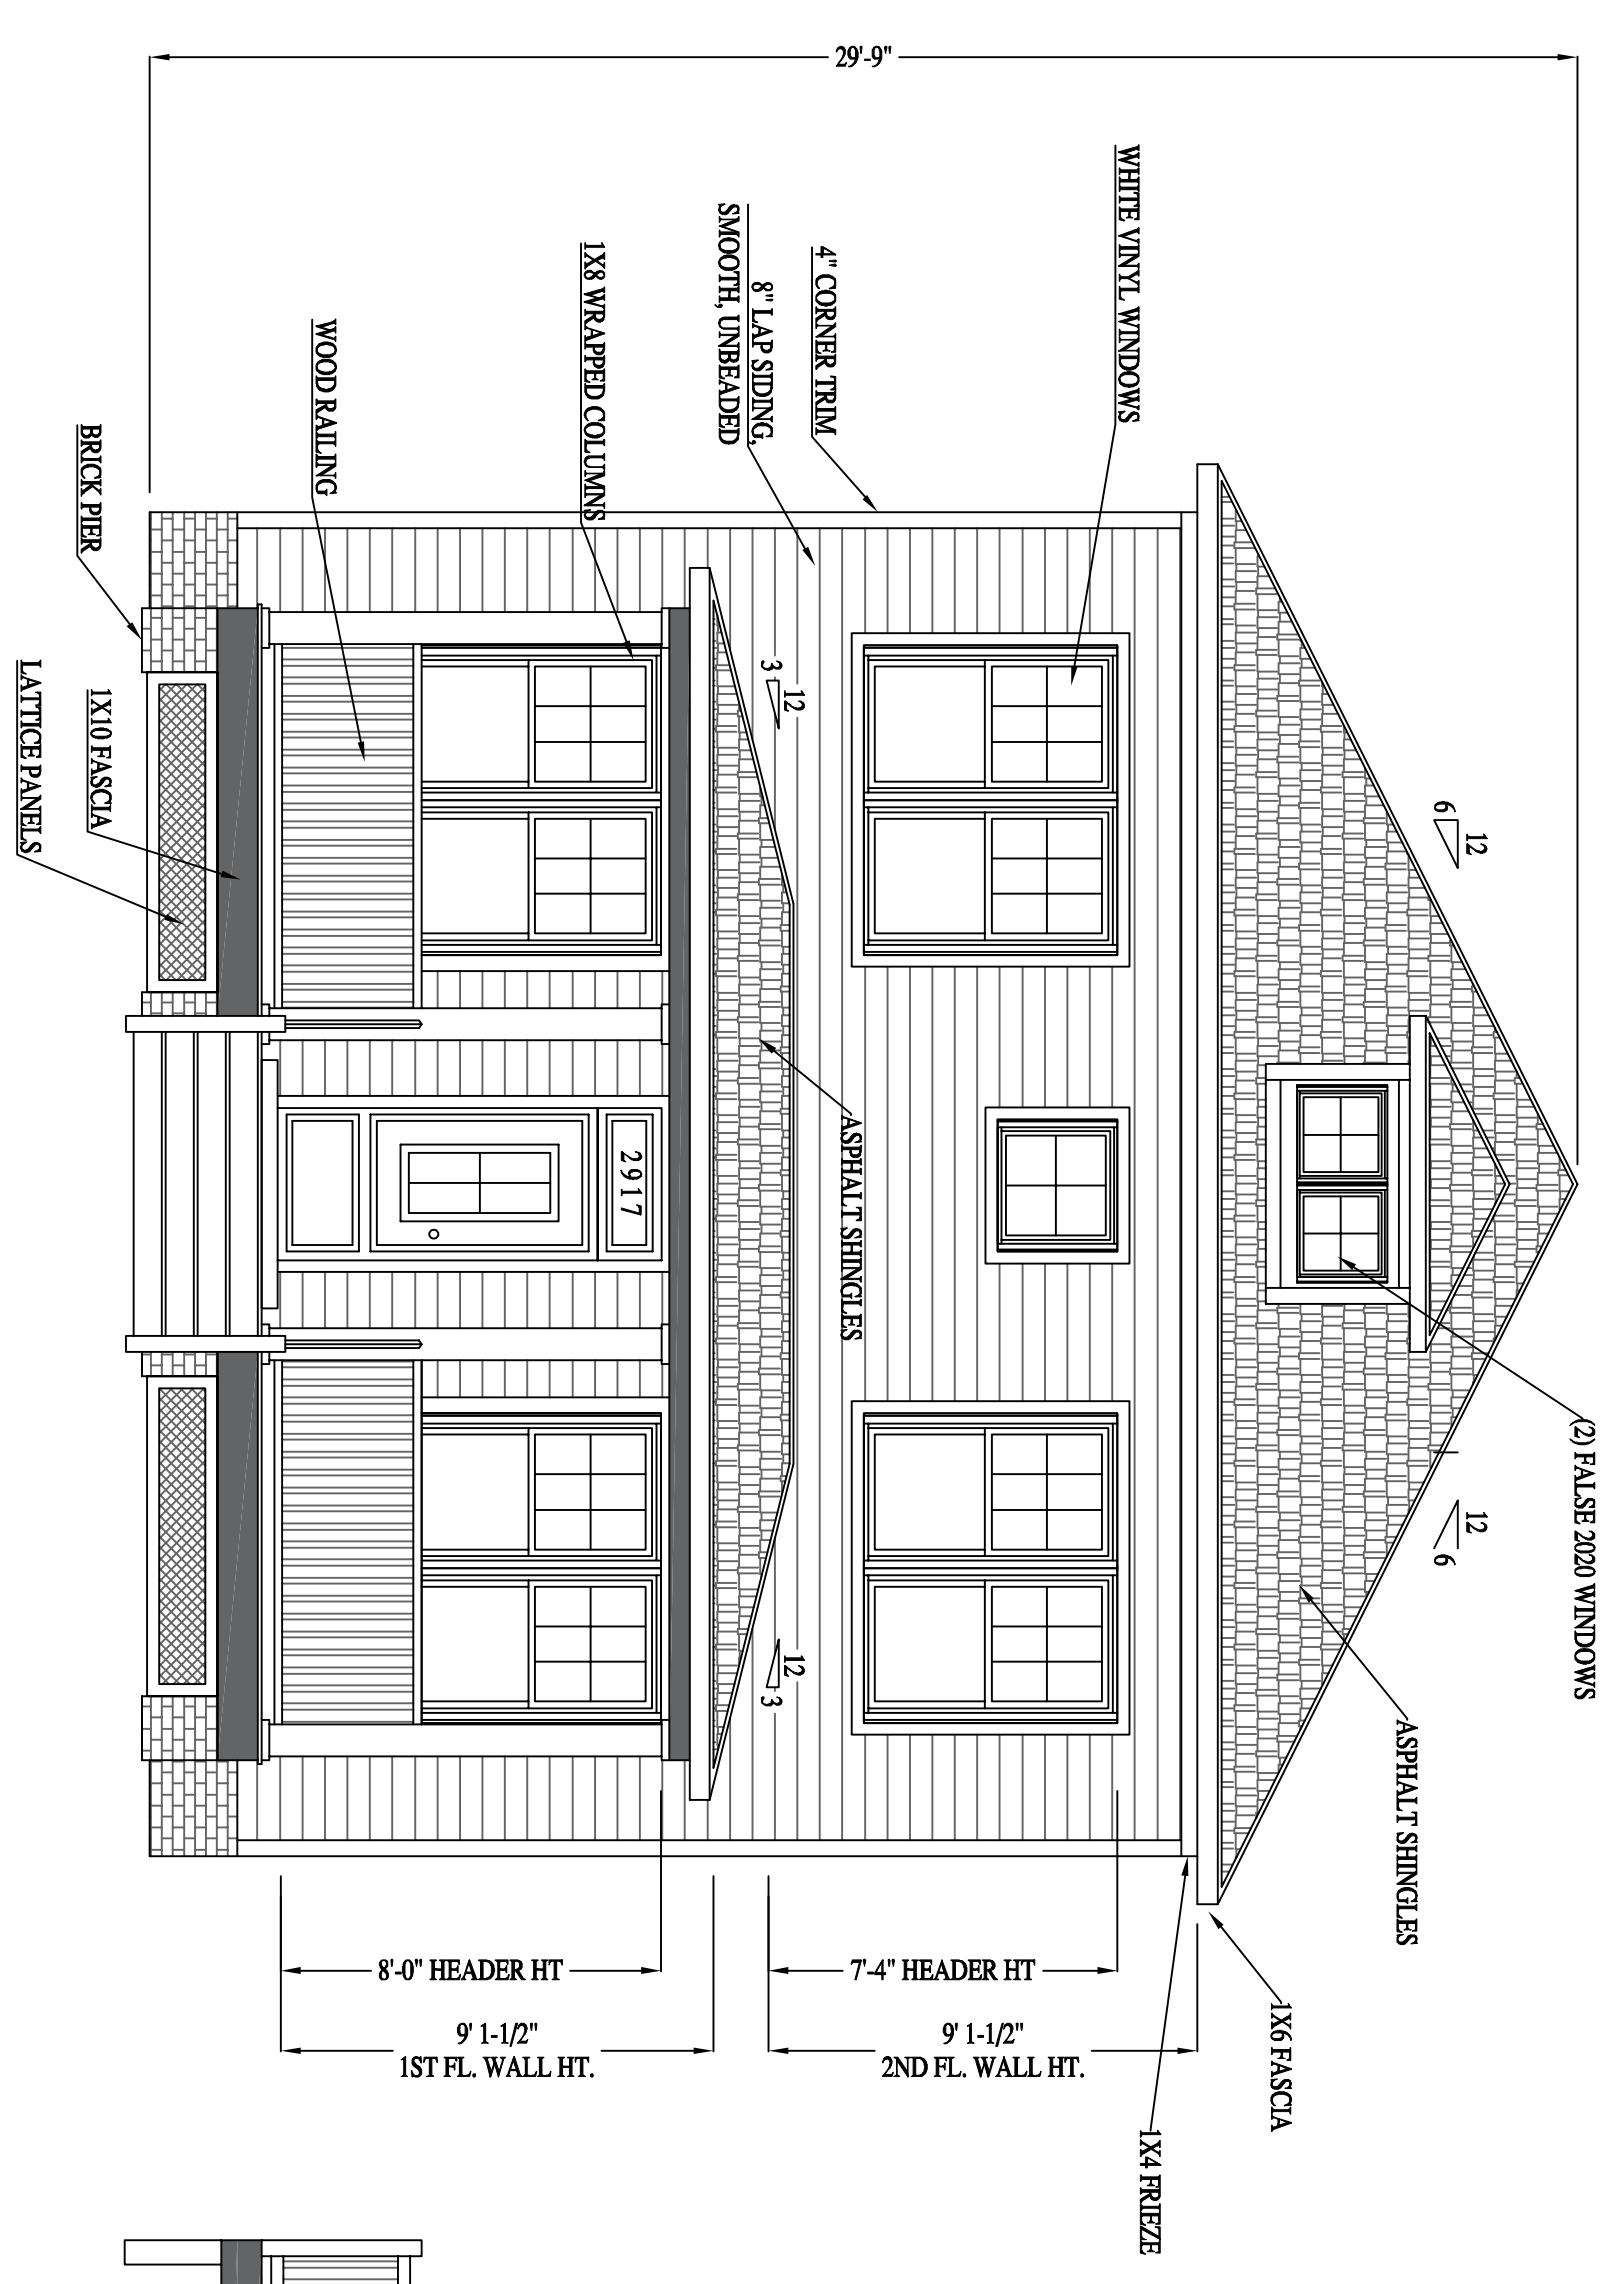 29'-9"
(2) FALSE 2020 WINDOWS
12
6
12
6
ASPHALT SHINGLES
1X6 FASCIA
1X4 FRIEZE
WHITE VINYL WINDOWS
4" CORNER TRIM
8" LAP SIDING,
SMOOTH, UNBEADED
ASPHALT SHINGLES
12
3
12
3
7'-4" HEADER HT
9' 1-1/2"
2ND FL. WALL HT.
1X8 WRAPPED COLUMNS
2917
8'-0" HEADER HT
9' 1-1/2"
1ST FL. WALL HT.
WOOD RAILING
BRICK PIER
1X10 FASCIA
LATTICE PANELS